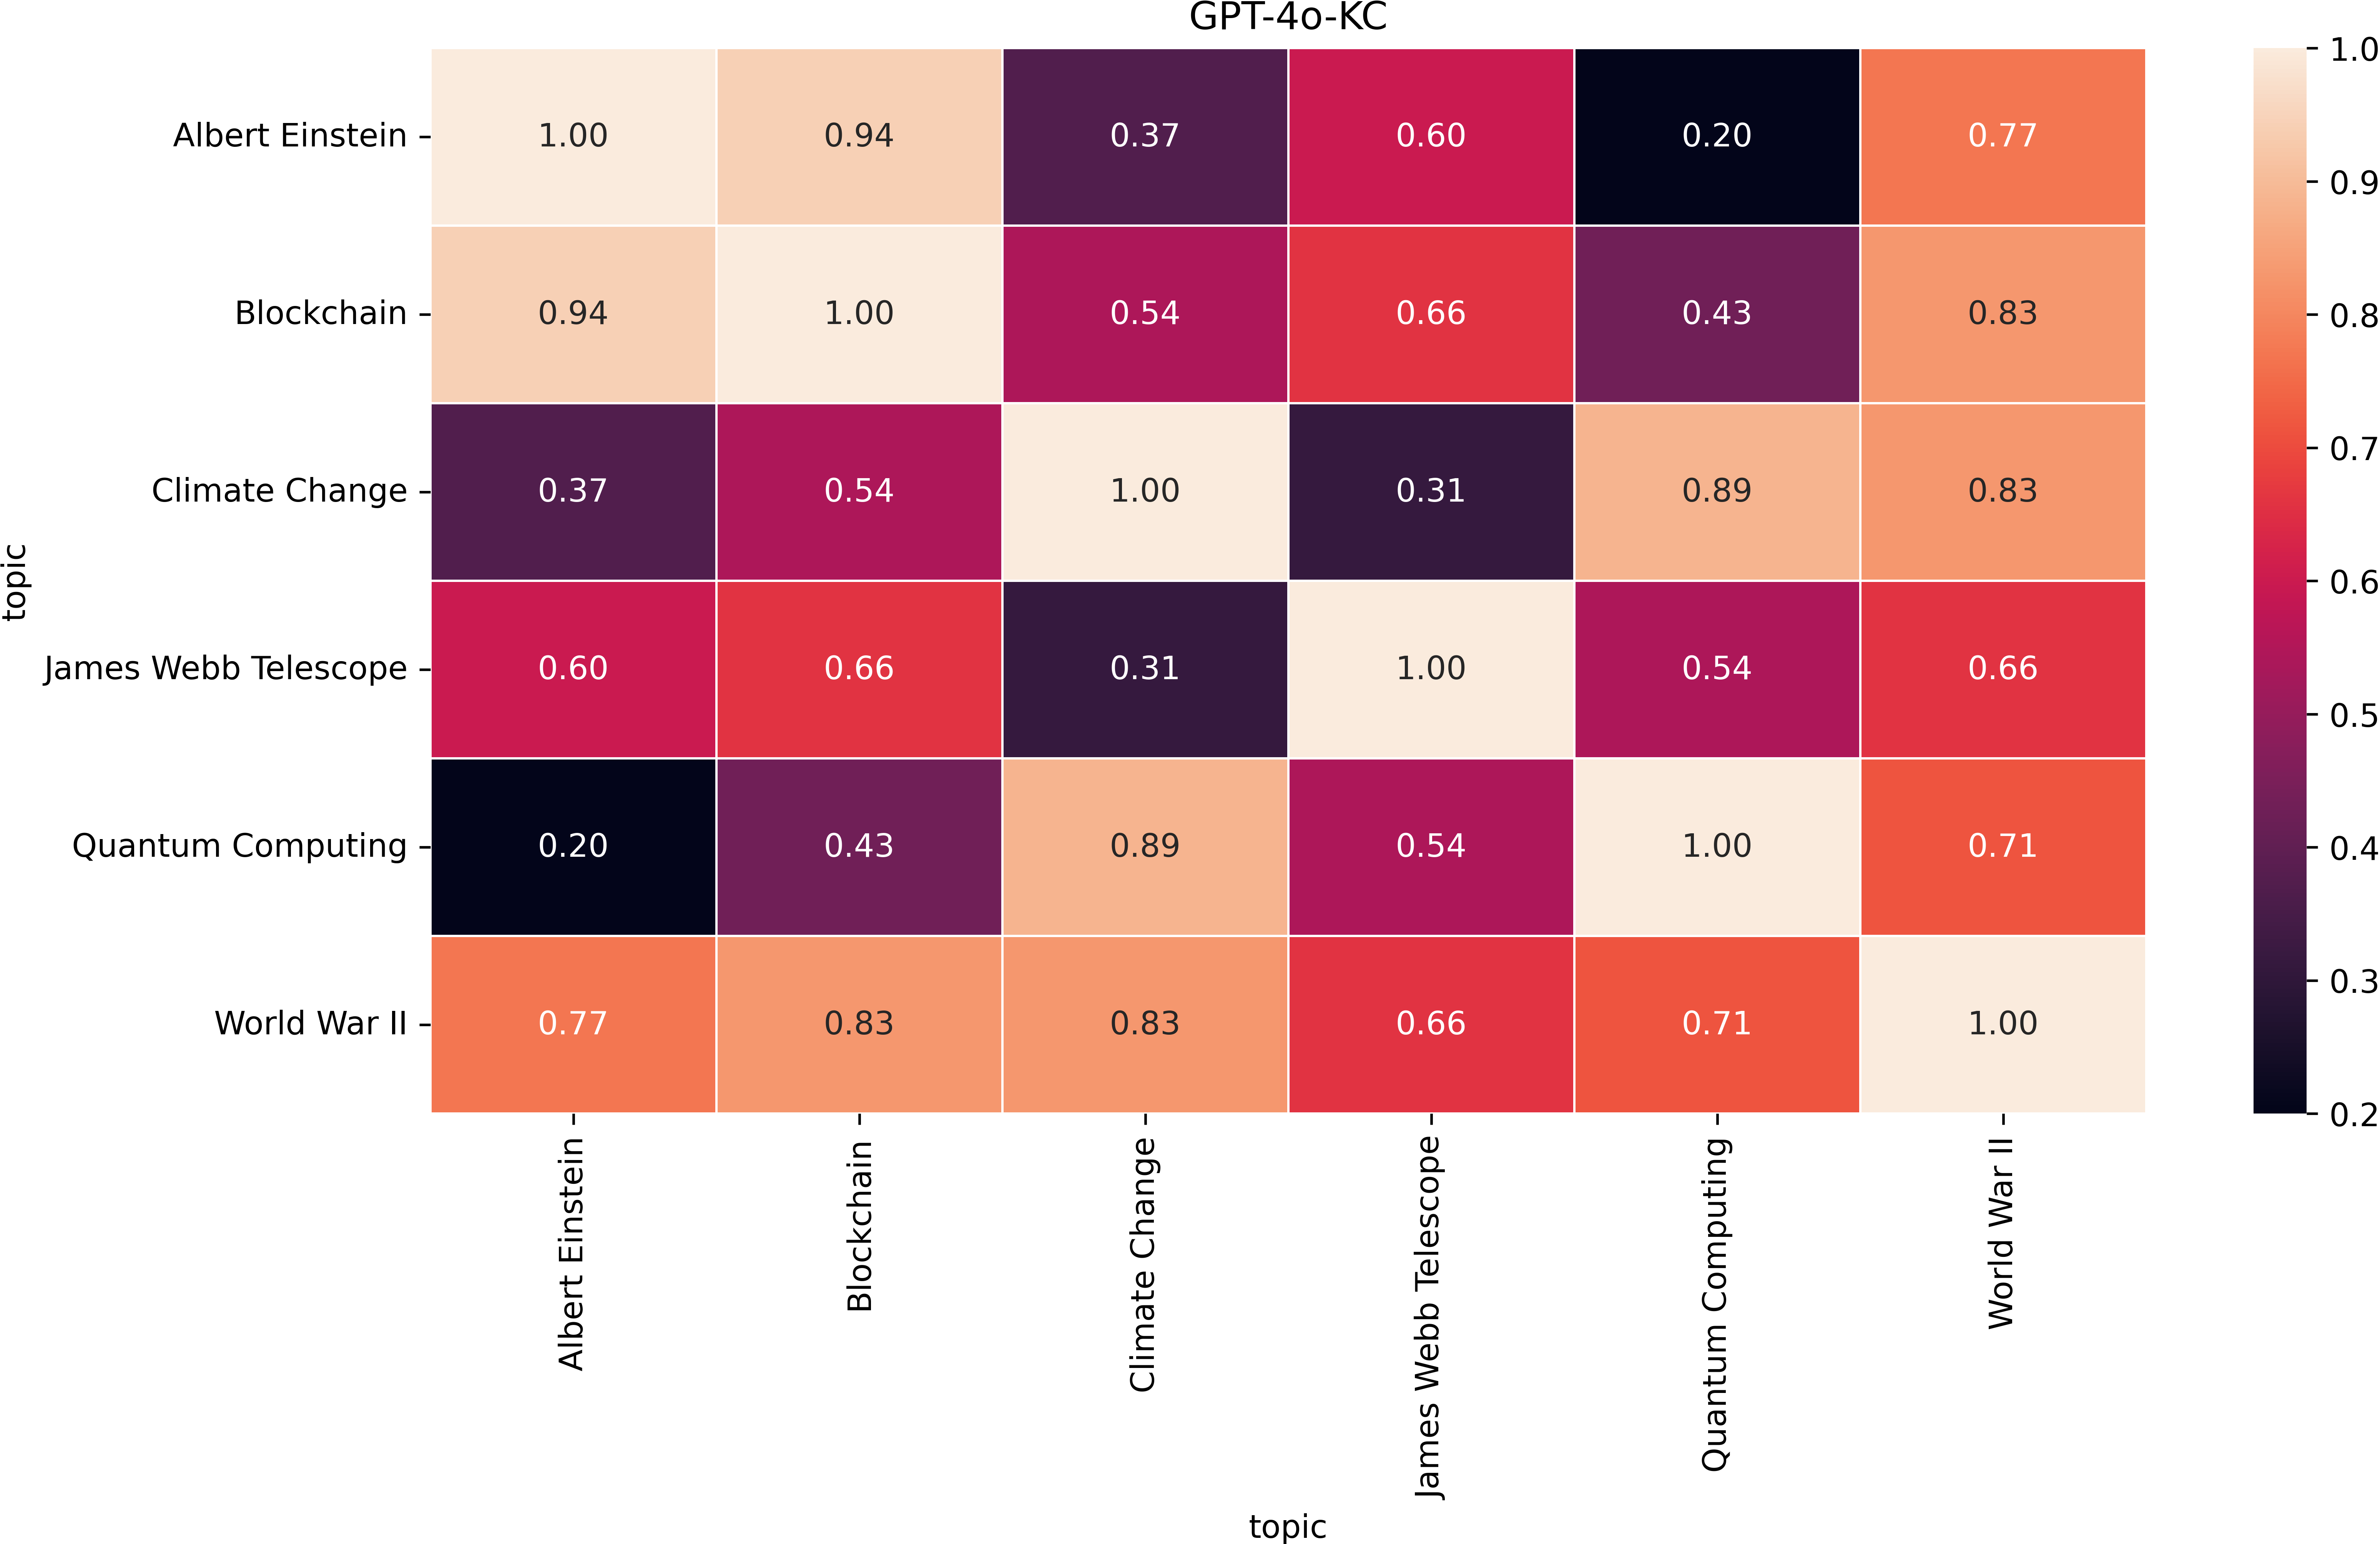 GPT-4o-KC
Albert Einstein 1.00 0.94 0.37 0.60 0.20 0.77
Blockchain 0.94 1.00 0.54 0.66 0.43 0.83
Climate Change 0.37 0.54 1.00 0.31 0.89 0.83
James Webb Telescope 0.60 0.66 0.31 1.00 0.54 0.66
Quantum Computing 0.20 0.43 0.89 0.54 1.00 0.71
World War II 0.77 0.83 0.83 0.66 0.71 1.00
topic
Albert Einstein
Blockchain
Climate Change
James Webb Telescope
Quantum Computing
World War II
topic
1.0
0.9
0.8
0.7
0.6
0.5
0.4
0.3
0.2